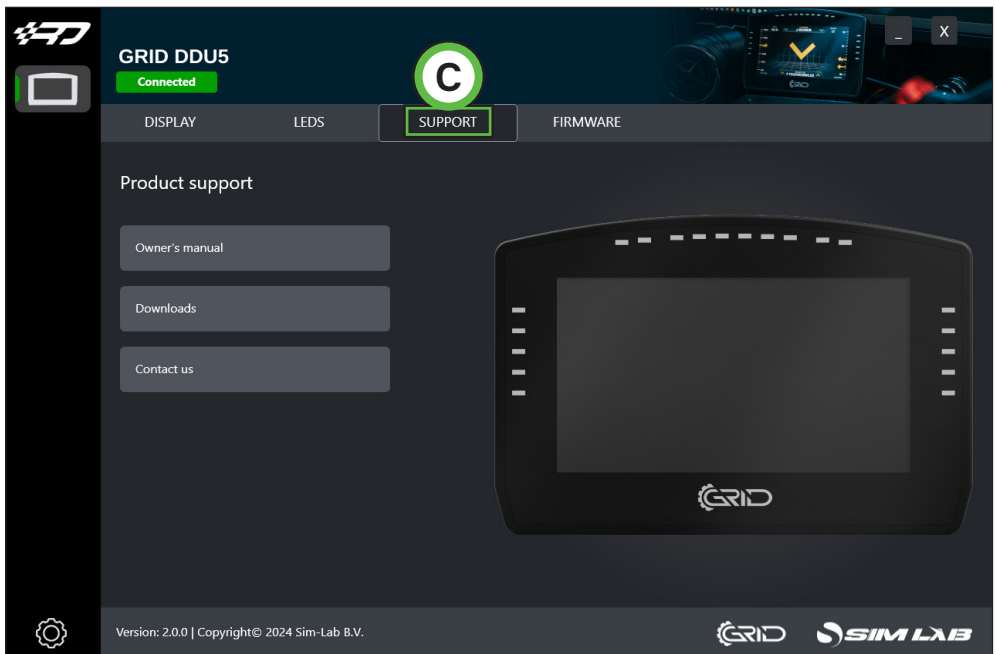 GRID DDU5
Connected
_ X
C
DISPLAY LEDS SUPPORT FIRMWARE
Product support
Owner's manual
Downloads
Contact us
GRID
Version: 2.0.0 | Copyright© 2024 Sim-Lab B.V.
GRID SIM LAB